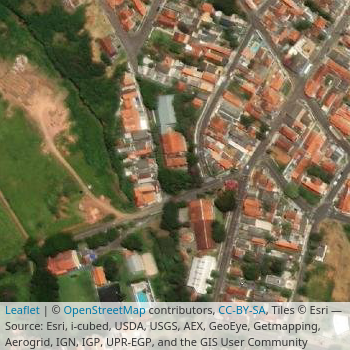 Leaflet | © OpenStreetMap contributors, CC-BY-SA, Tiles © Esri —
Source: Esri, i-cubed, USDA, USGS, AEX, GeoEye, Getmapping,
Aerogrid, IGN, IGP, UPR-EGP, and the GIS User Community